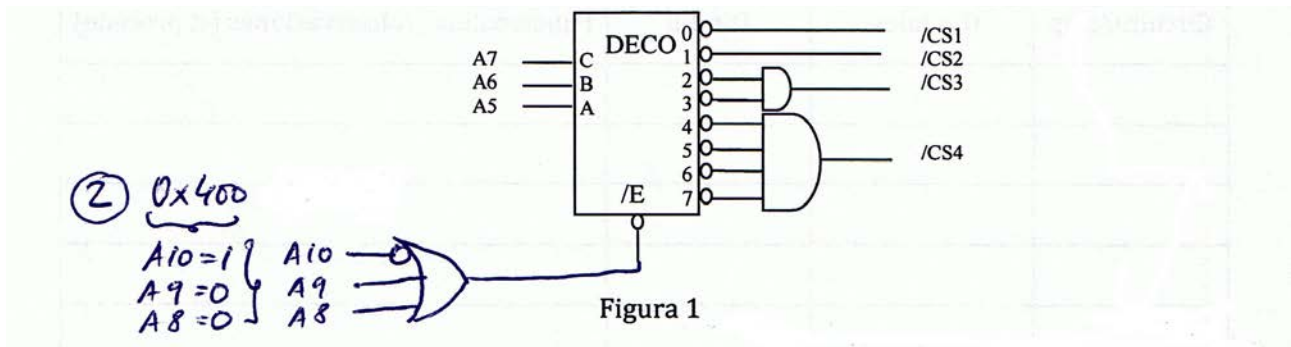 DECO
0
/CS1
1
/CS2
A7 C
2
/CS3
A6 B
3
A5 A
4
5
/CS4
6
/E
7
② 0x400
A10=1 A10
A9=0 A9
A8=0 A8
Figura 1